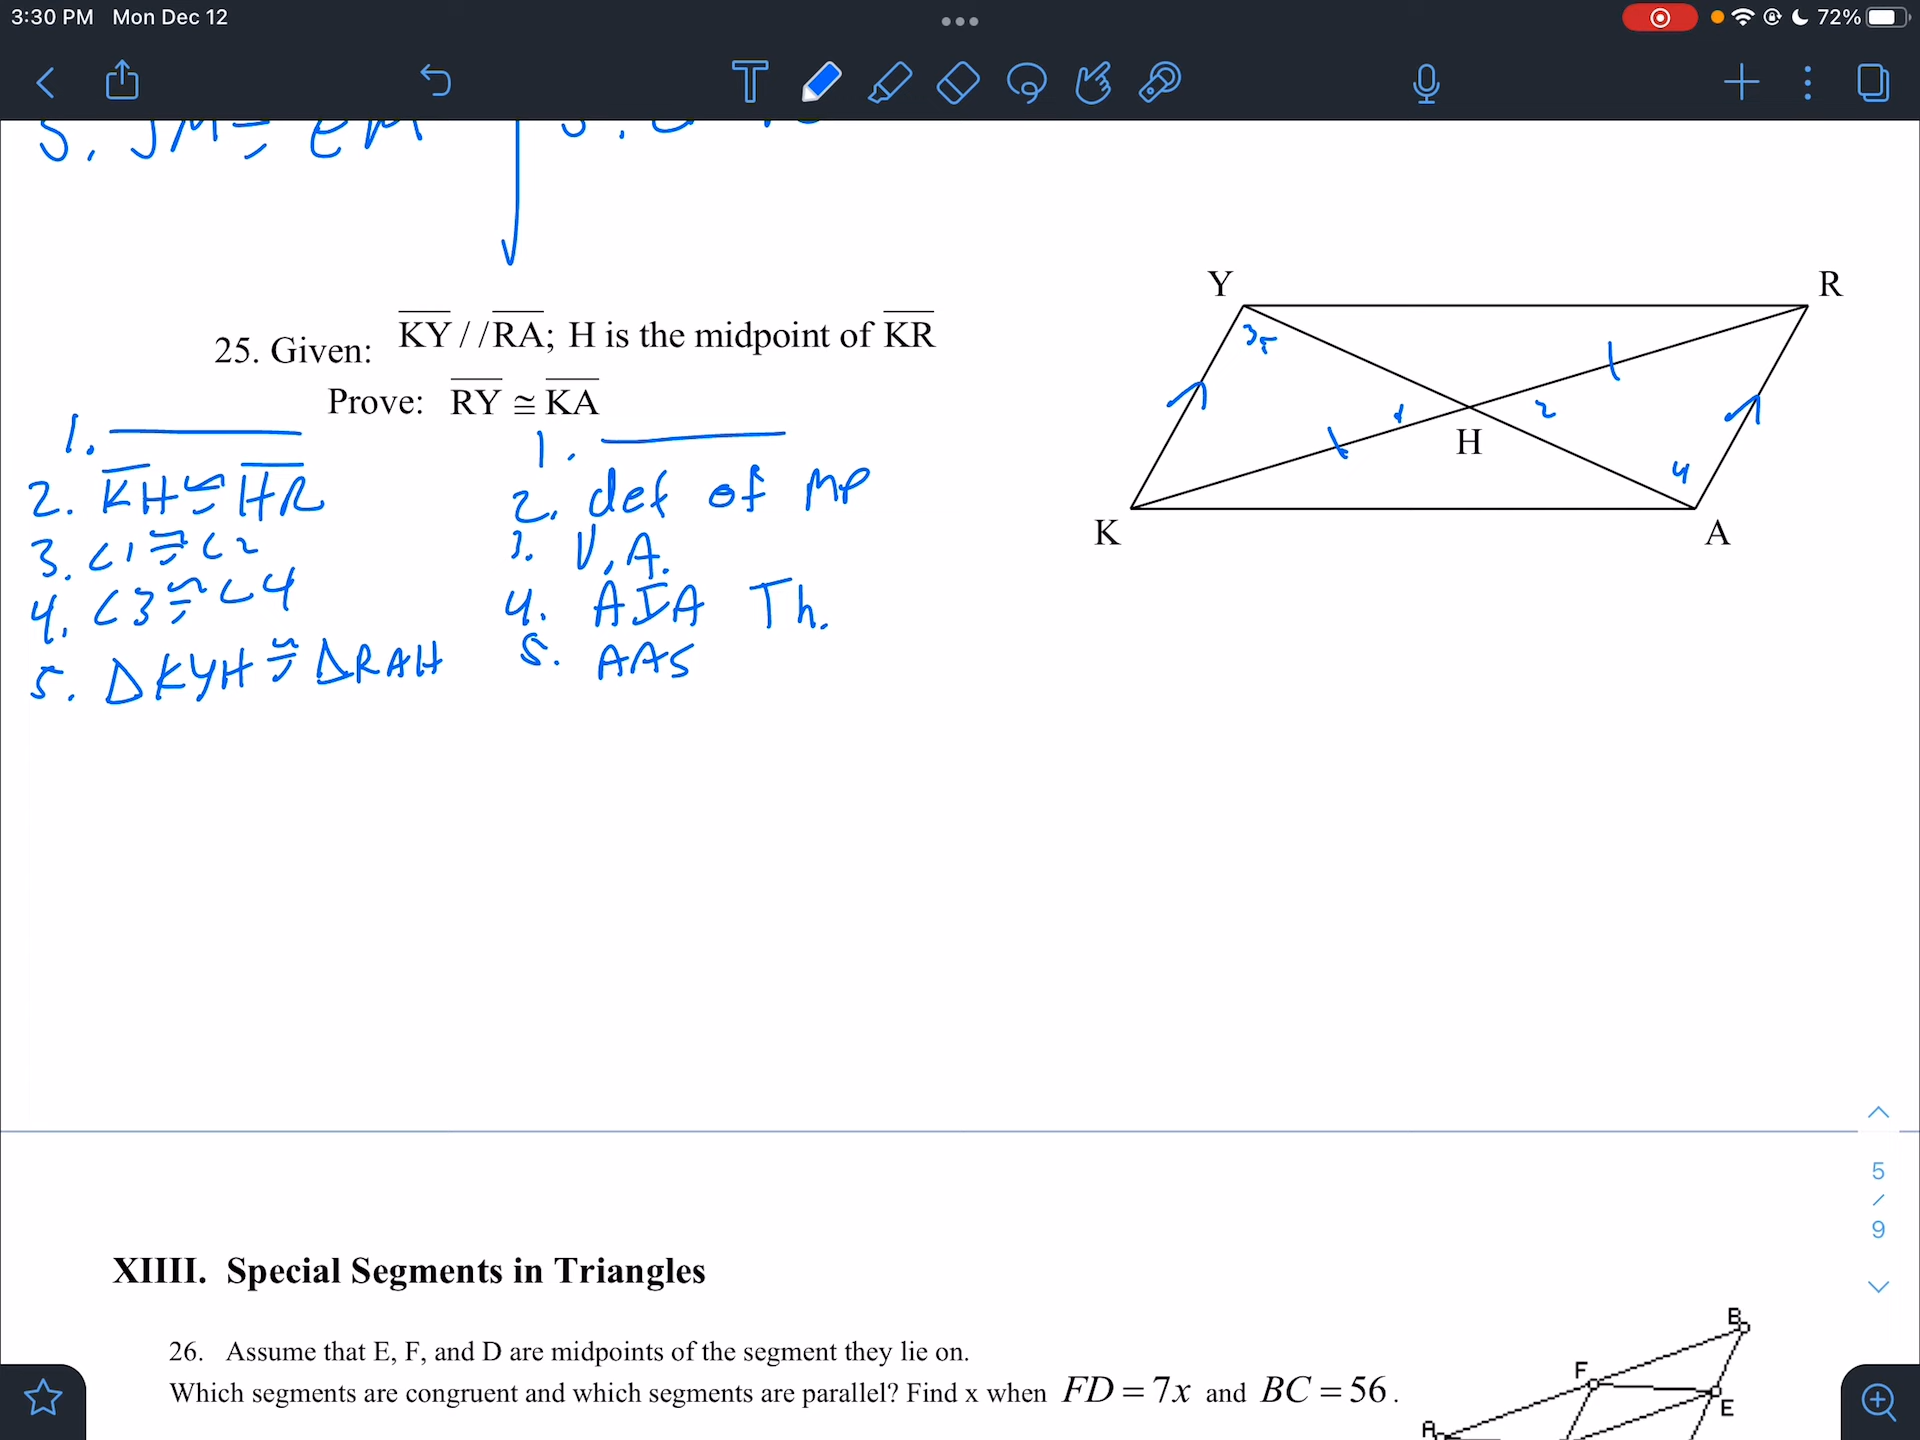 3:30 PM Mon Dec 12
72%
5. JM ≅ EM
5.
25. Given: KY // RA; H is the midpoint of KR
Prove: RY ≅ KA
1.
1.
2. KH ≅ HR
2. def of MP
3. <1 ≅ <2
3. V.A.
4. <3 ≅ <4
4. AIA Th.
5. ΔKYH ≅ ΔRAH
5. AAS
Y
R
3
1
2
H
4
K
A
5
/
9
XIIII. Special Segments in Triangles
26. Assume that E, F, and D are midpoints of the segment they lie on.
Which segments are congruent and which segments are parallel? Find x when FD = 7x and BC = 56.
B
F
E
A